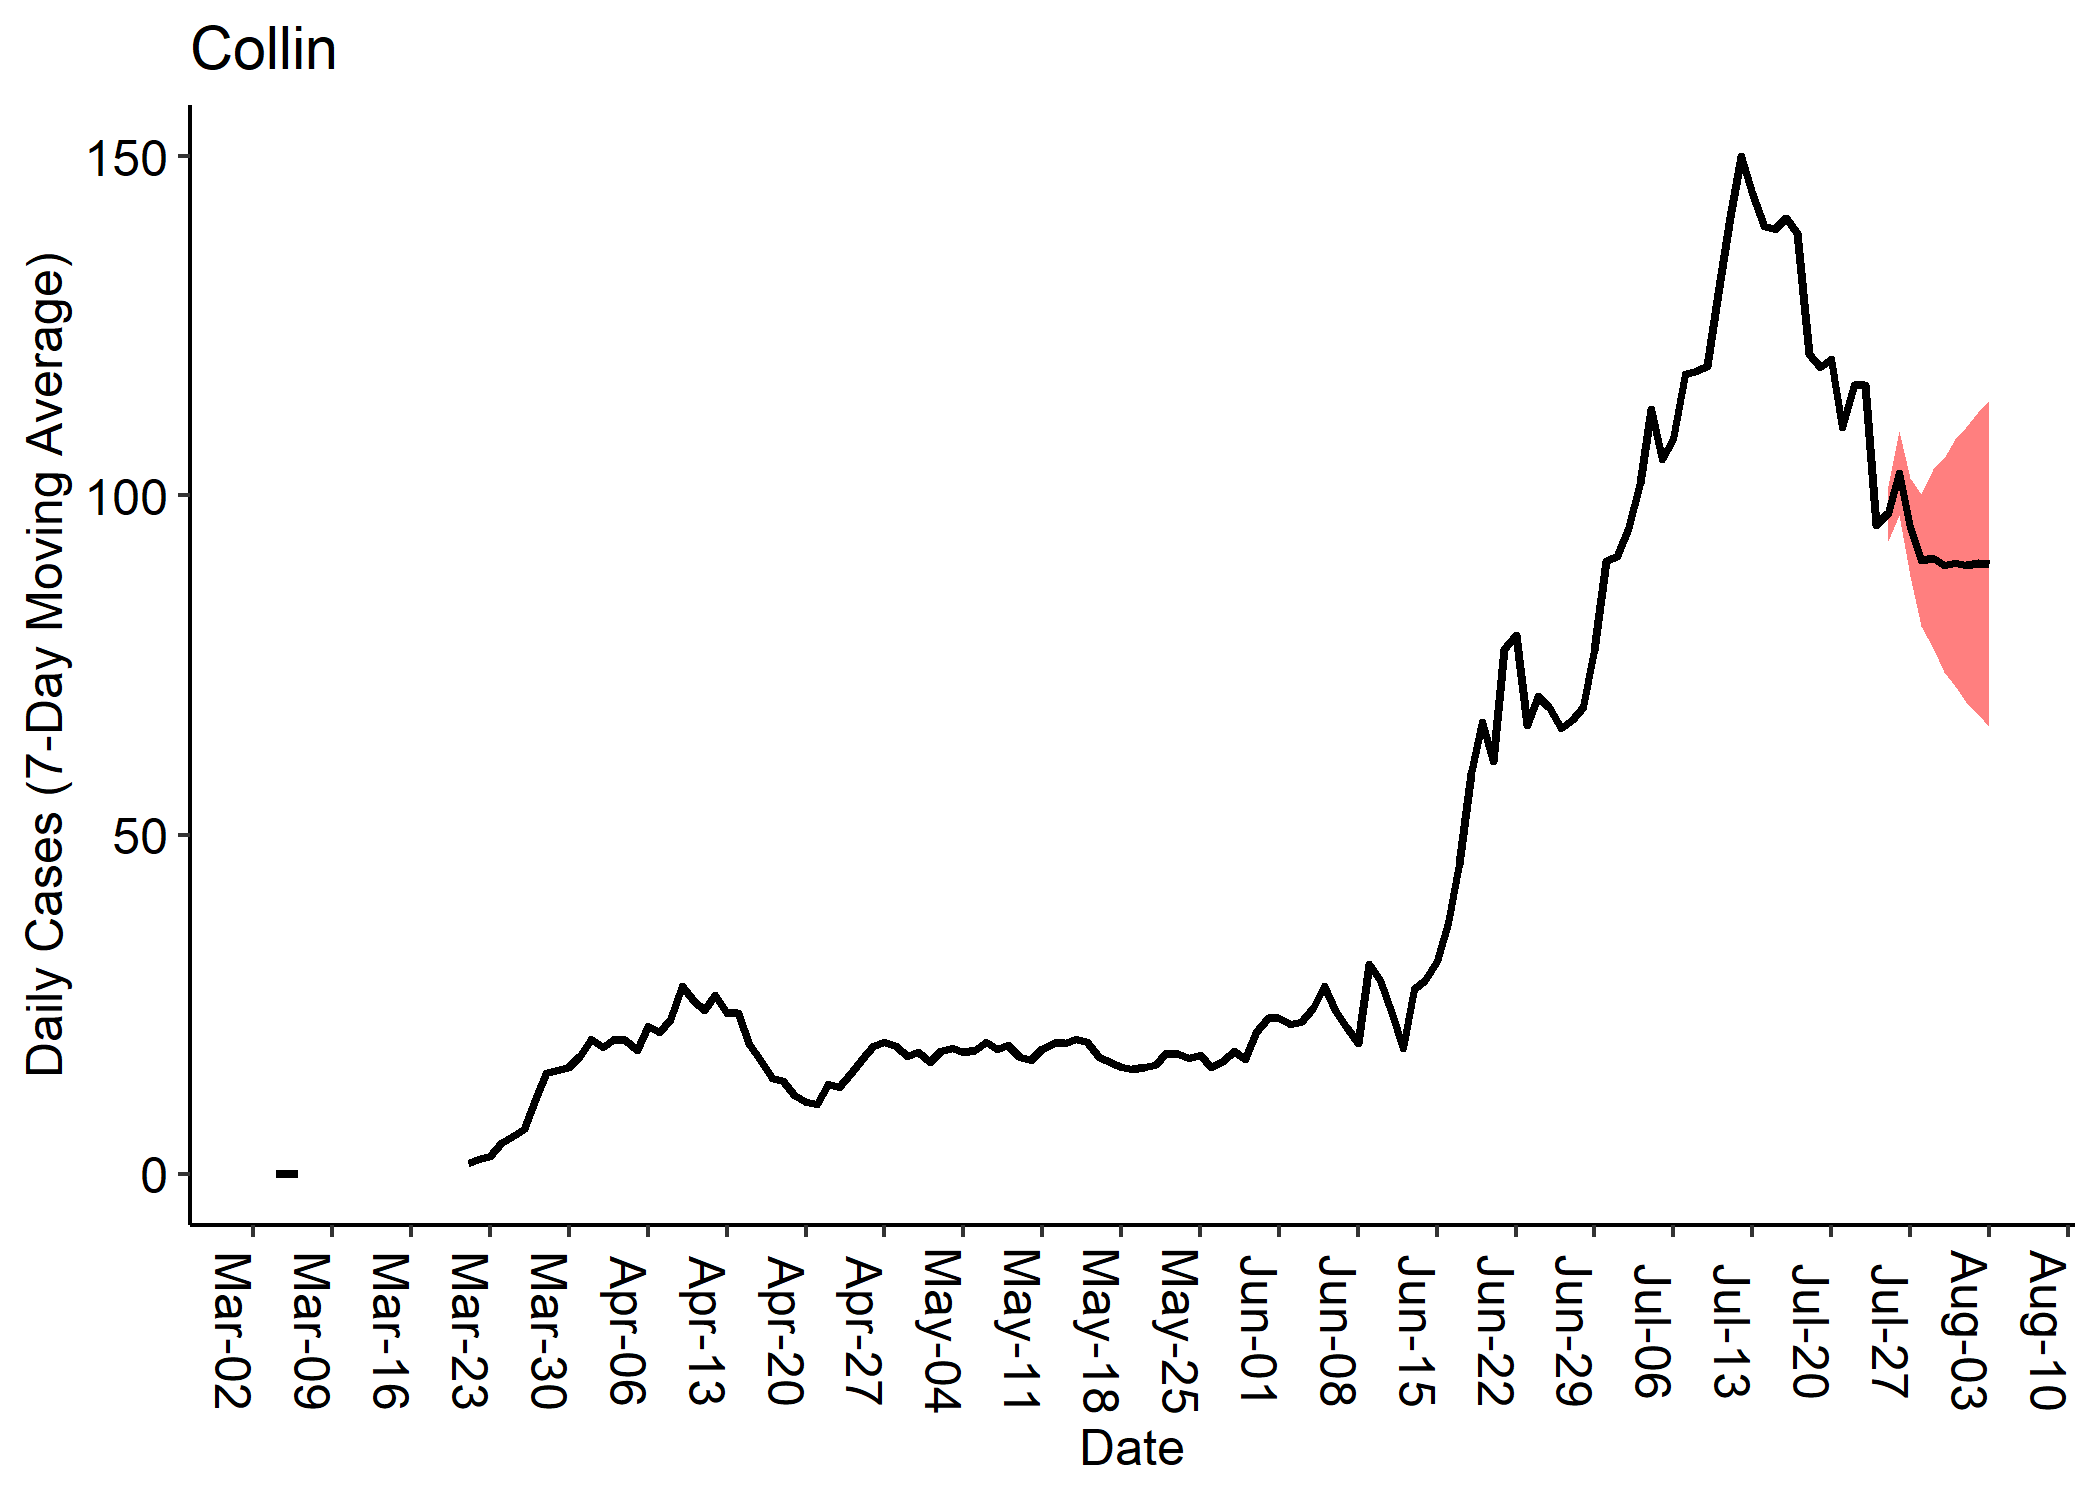 Collin
Daily Cases (7-Day Moving Average)
150
100
50
0
Mar-02
Mar-09
Mar-16
Mar-23
Mar-30
Apr-06
Apr-13
Apr-20
Apr-27
May-04
May-11
May-18
May-25
Jun-01
Jun-08
Jun-15
Jun-22
Jun-29
Jul-06
Jul-13
Jul-20
Jul-27
Aug-03
Aug-10
Date